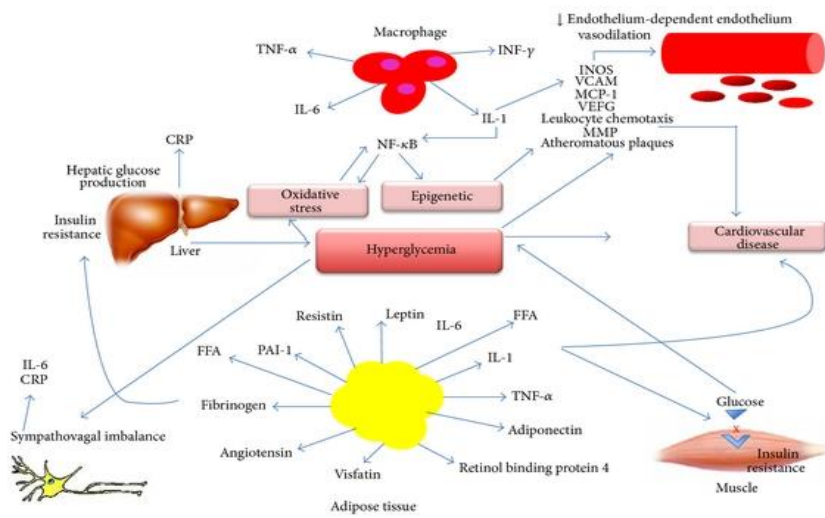 ↓ Endothelium-dependent endothelium
vasodilation
Macrophage
TNF-α
INF-γ
IL-6
IL-1
INOS
VCAM
MCP-1
VEFG
Leukocyte chemotaxis
MMP
Atheromatous plaques
NF-κB
CRP
Hepatic glucose
production
Insulin
resistance
Liver
Oxidative
stress
Epigenetic
Hyperglycemia
Cardiovascular
disease
Resistin
Leptin
IL-6
FFA
FFA
PAI-1
IL-1
TNF-α
Fibrinogen
Adiponectin
Angiotensin
Visfatin
Retinol binding protein 4
Adipose tissue
IL-6
CRP
Sympathovagal imbalance
Glucose
x
Insulin
resistance
Muscle